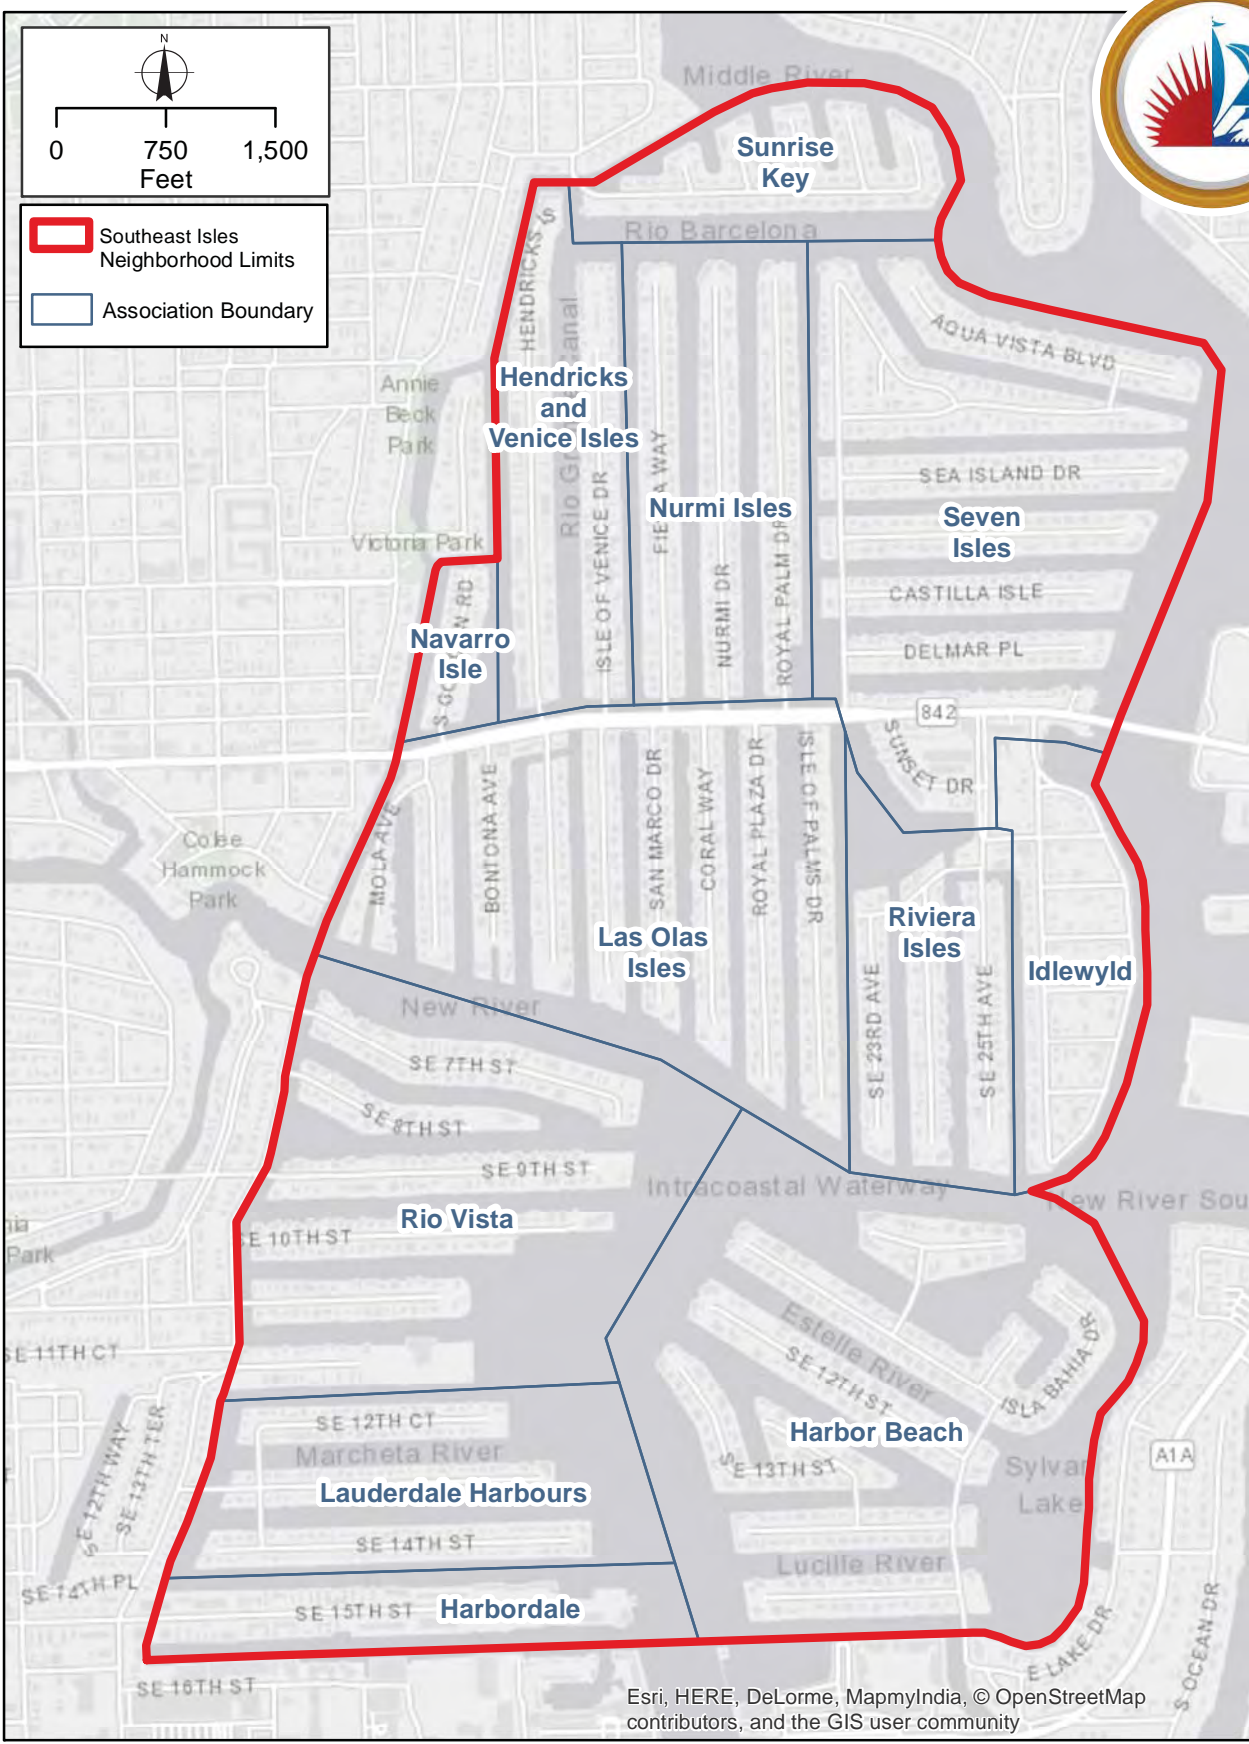 N
0 750 1,500
Feet
Southeast Isles
Neighborhood Limits
Association Boundary
Middle River
Sunrise
Key
Rio Barcelona
HENDRICKS
AQUA VISTA BLVD
Annie
Beck
Park
Hendricks
and
Venice Isles
SEA ISLAND DR
Nurmi Isles
Seven
Isles
Victoria Park
ISLE OF VENICE DR
NURMI DR
ROYAL PALM DR
CASTILLA ISLE
Navarro
Isle
DELMAR PL
842
SUNSET DR
MOLA AVE
BONTONA AVE
SAN MARCO DR
CORAL WAY
ROYAL PLAZA DR
ISLE OF PALMS DR
Colee
Hammock
Park
Las Olas
Isles
Riviera
Isles
Idlewyld
SE 23RD AVE
SE 25TH AVE
New River
SE 7TH ST
SE 8TH ST
SE 9TH ST
Intracoastal Waterway
New River Sou
Rio Vista
E 10TH ST
Park
SE 11TH CT
Estelle River
SE 12TH ST
ISLA BAHIA DR
SE 12TH CT
Marcheta River
Harbor Beach
SE 13TH ST
Sylvan
Lake
A1A
SE 12TH WAY
SE 13TH TER
Lauderdale Harbours
SE 14TH ST
Lucille River
SE 14TH PL
SE 15TH ST
Harbordale
E LAKE DR
S OCEAN DR
SE 16TH ST
Esri, HERE, DeLorme, MapmyIndia, © OpenStreetMap
contributors, and the GIS user community